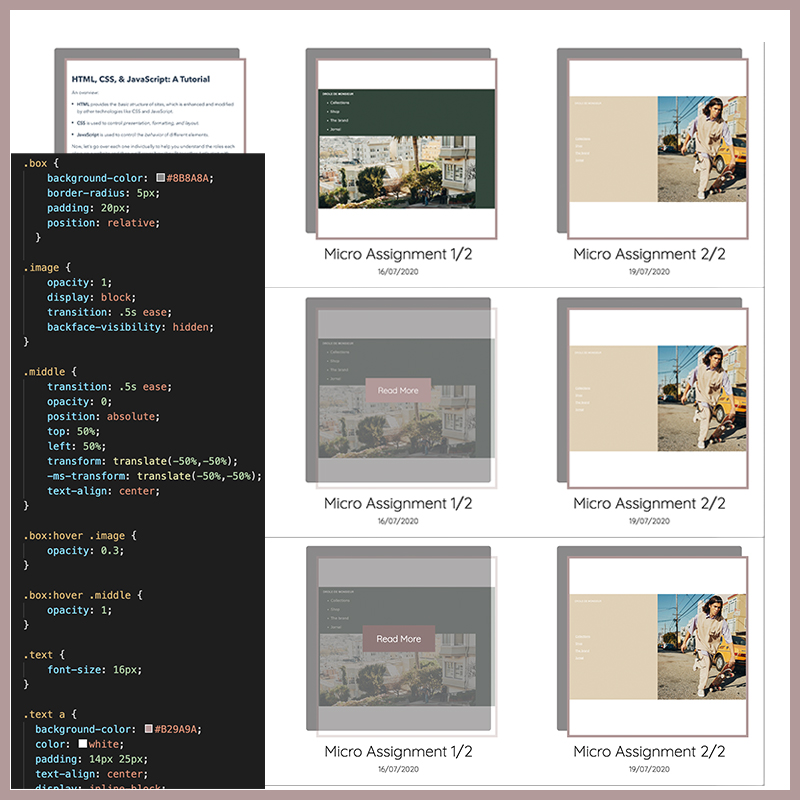 HTML, CSS, & JavaScript: A Tutorial
An overview:
HTML provides the basic structure of sites, which is enhanced and modified
by other technologies like CSS and JavaScript.
CSS is used to control presentation, formatting, and layout.
JavaScript is used to control the behavior of different elements.
Now, let's go over each one individually to help you understand the roles each
.box {
background-color: #8B8A8A;
border-radius: 5px;
padding: 20px;
position: relative;
}
.image {
opacity: 1;
display: block;
transition: .5s ease;
backface-visibility: hidden;
}
.middle {
transition: .5s ease;
opacity: 0;
position: absolute;
top: 50%;
left: 50%;
transform: translate(-50%,-50%);
-ms-transform: translate(-50%,-50%);
text-align: center;
}
.box:hover .image {
opacity: 0.3;
}
.box:hover .middle {
opacity: 1;
}
.text {
font-size: 16px;
}
.text a {
background-color: #B29A9A;
color: white;
padding: 14px 25px;
text-align: center;
display: inline-block;
Collections
Shop
The brand
Micro Assignment 1/2
16/07/2020
Micro Assignment 2/2
19/07/2020
Collections
Shop
The brand
Read More
Micro Assignment 1/2
16/07/2020
Micro Assignment 2/2
19/07/2020
Collections
Shop
The brand
Read More
Micro Assignment 1/2
16/07/2020
Micro Assignment 2/2
19/07/2020